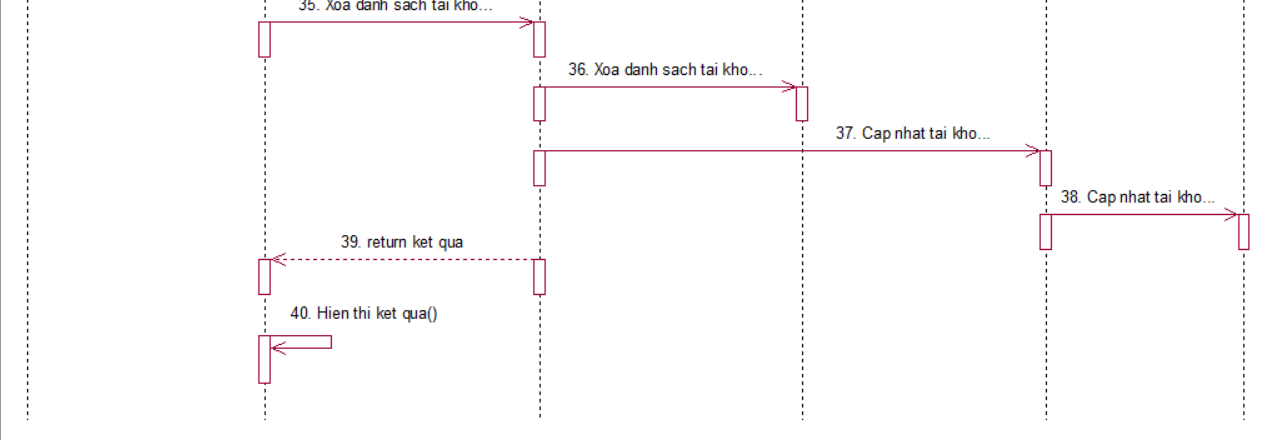 35. Xoa danh sach tai kho...
36. Xoa danh sach tai kho...
37. Cap nhat tai kho...
38. Cap nhat tai kho...
39. return ket qua
40. Hien thi ket qua()